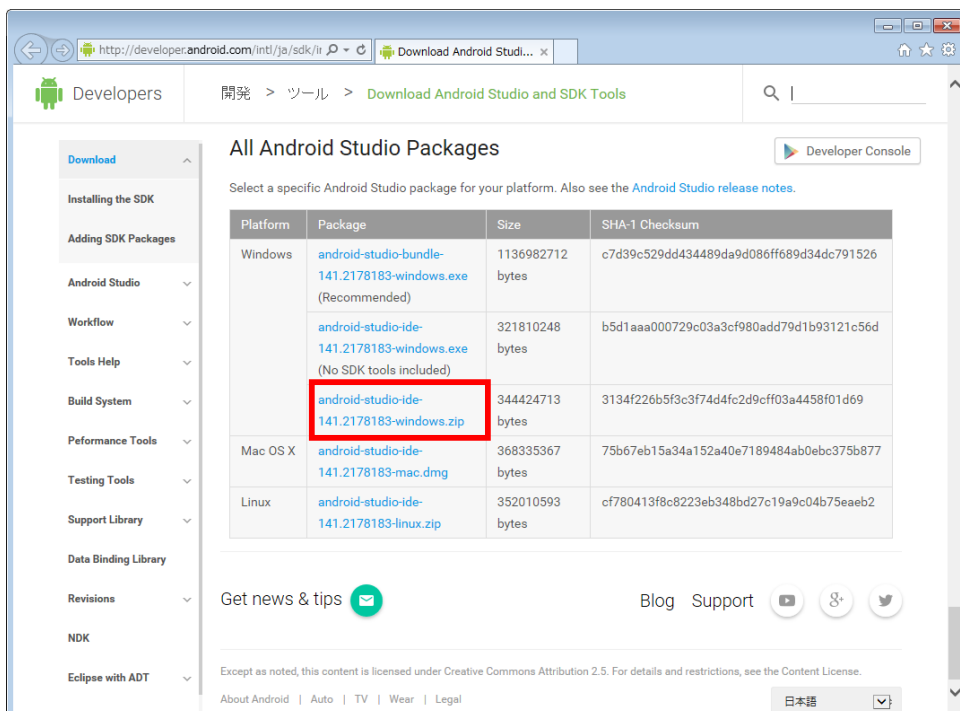 http://developer.android.com/intl/ja/sdk/ir
Download Android Studi...
Developers
開発 > ツール > Download Android Studio and SDK Tools
Download
Installing the SDK
Adding SDK Packages
Android Studio
Workflow
Tools Help
Build System
Peformance Tools
Testing Tools
Support Library
Data Binding Library
Revisions
NDK
Eclipse with ADT
All Android Studio Packages
Developer Console
Select a specific Android Studio package for your platform. Also see the Android Studio release notes.
Platform Package Size SHA-1 Checksum
Windows android-studio-bundle- 1136982712 c7d39c529dd434489da9d086ff689d34dc791526
141.2178183-windows.exe bytes
(Recommended)
android-studio-ide- 321810248 b5d1aaa000729c03a3cf980add79d1b93121c56d
141.2178183-windows.exe bytes
(No SDK tools included)
android-studio-ide- 344424713 3134f226b5f3c3f74d4fc2d9cff03a4458f01d69
141.2178183-windows.zip bytes
Mac OS X android-studio-ide- 368335367 75b67eb15a34a152a40e7189484ab0ebc375b877
141.2178183-mac.dmg bytes
Linux android-studio-ide- 352010593 cf780413f8c8223eb348bd27c19a9c04b75eaeb2
141.2178183-linux.zip bytes
Get news & tips
Blog Support
8+
Except as noted, this content is licensed under Creative Commons Attribution 2.5. For details and restrictions, see the Content License.
About Android | Auto | TV | Wear | Legal
日本語